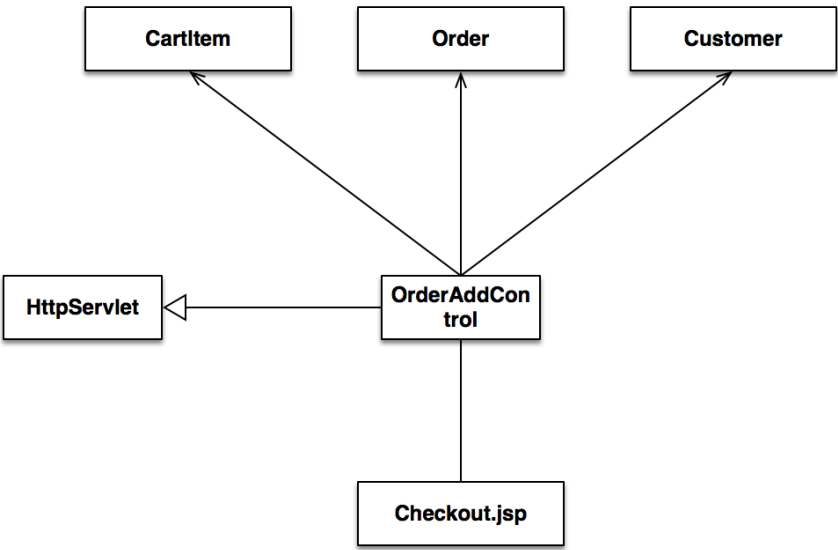 CartItem
Order
Customer
HttpServlet
OrderAddCon
trol
Checkout.jsp